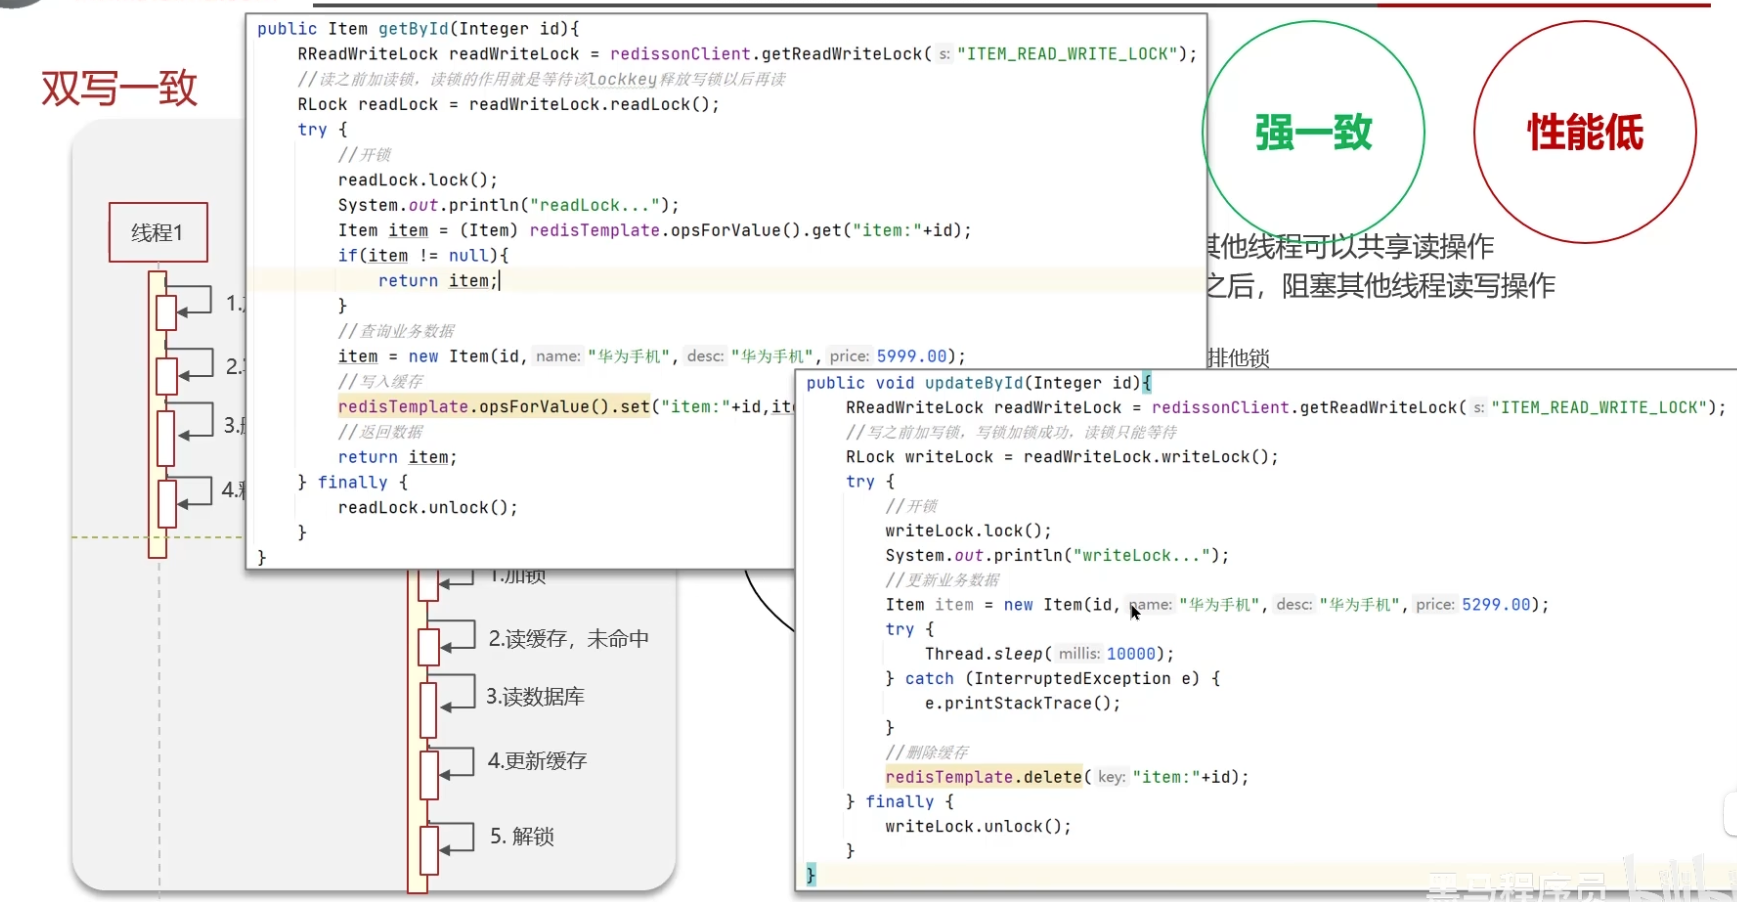 双写一致
线程1
1.
2.
3.
4.
1.加锁
2.读缓存，未命中
3.读数据库
4.更新缓存
5. 解锁
public Item getById(Integer id){
RReadWriteLock readWriteLock = redissonClient.getReadWriteLock( s: "ITEM_READ_WRITE_LOCK");
//读之前加读锁，读锁的作用就是等待该lockkey释放写锁以后再读
RLock readLock = readWriteLock.readLock();
try {
//开锁
readLock.lock();
System.out.println("readLock...");
Item item = (Item) redisTemplate.opsForValue().get("item:"+id);
if(item != null){
return item;
}
//查询业务数据
item = new Item(id, name: "华为手机", desc: "华为手机", price: 5999.00);
//写入缓存
redisTemplate.opsForValue().set("item:"+id,ite
//返回数据
return item;
} finally {
readLock.unlock();
}
}
强一致
性能低
其他线程可以共享读操作
之后，阻塞其他线程读写操作
排他锁
public void updateById(Integer id){
RReadWriteLock readWriteLock = redissonClient.getReadWriteLock( s: "ITEM_READ_WRITE_LOCK");
//写之前加写锁，写锁加锁成功，读锁只能等待
RLock writeLock = readWriteLock.writeLock();
try {
//开锁
writeLock.lock();
System.out.println("writeLock...");
//更新业务数据
Item item = new Item(id, name: "华为手机", desc: "华为手机", price: 5299.00);
try {
Thread.sleep( millis: 10000);
} catch (InterruptedException e) {
e.printStackTrace();
}
//删除缓存
redisTemplate.delete( key: "item:"+id);
} finally {
writeLock.unlock();
}
}
黑马程序员